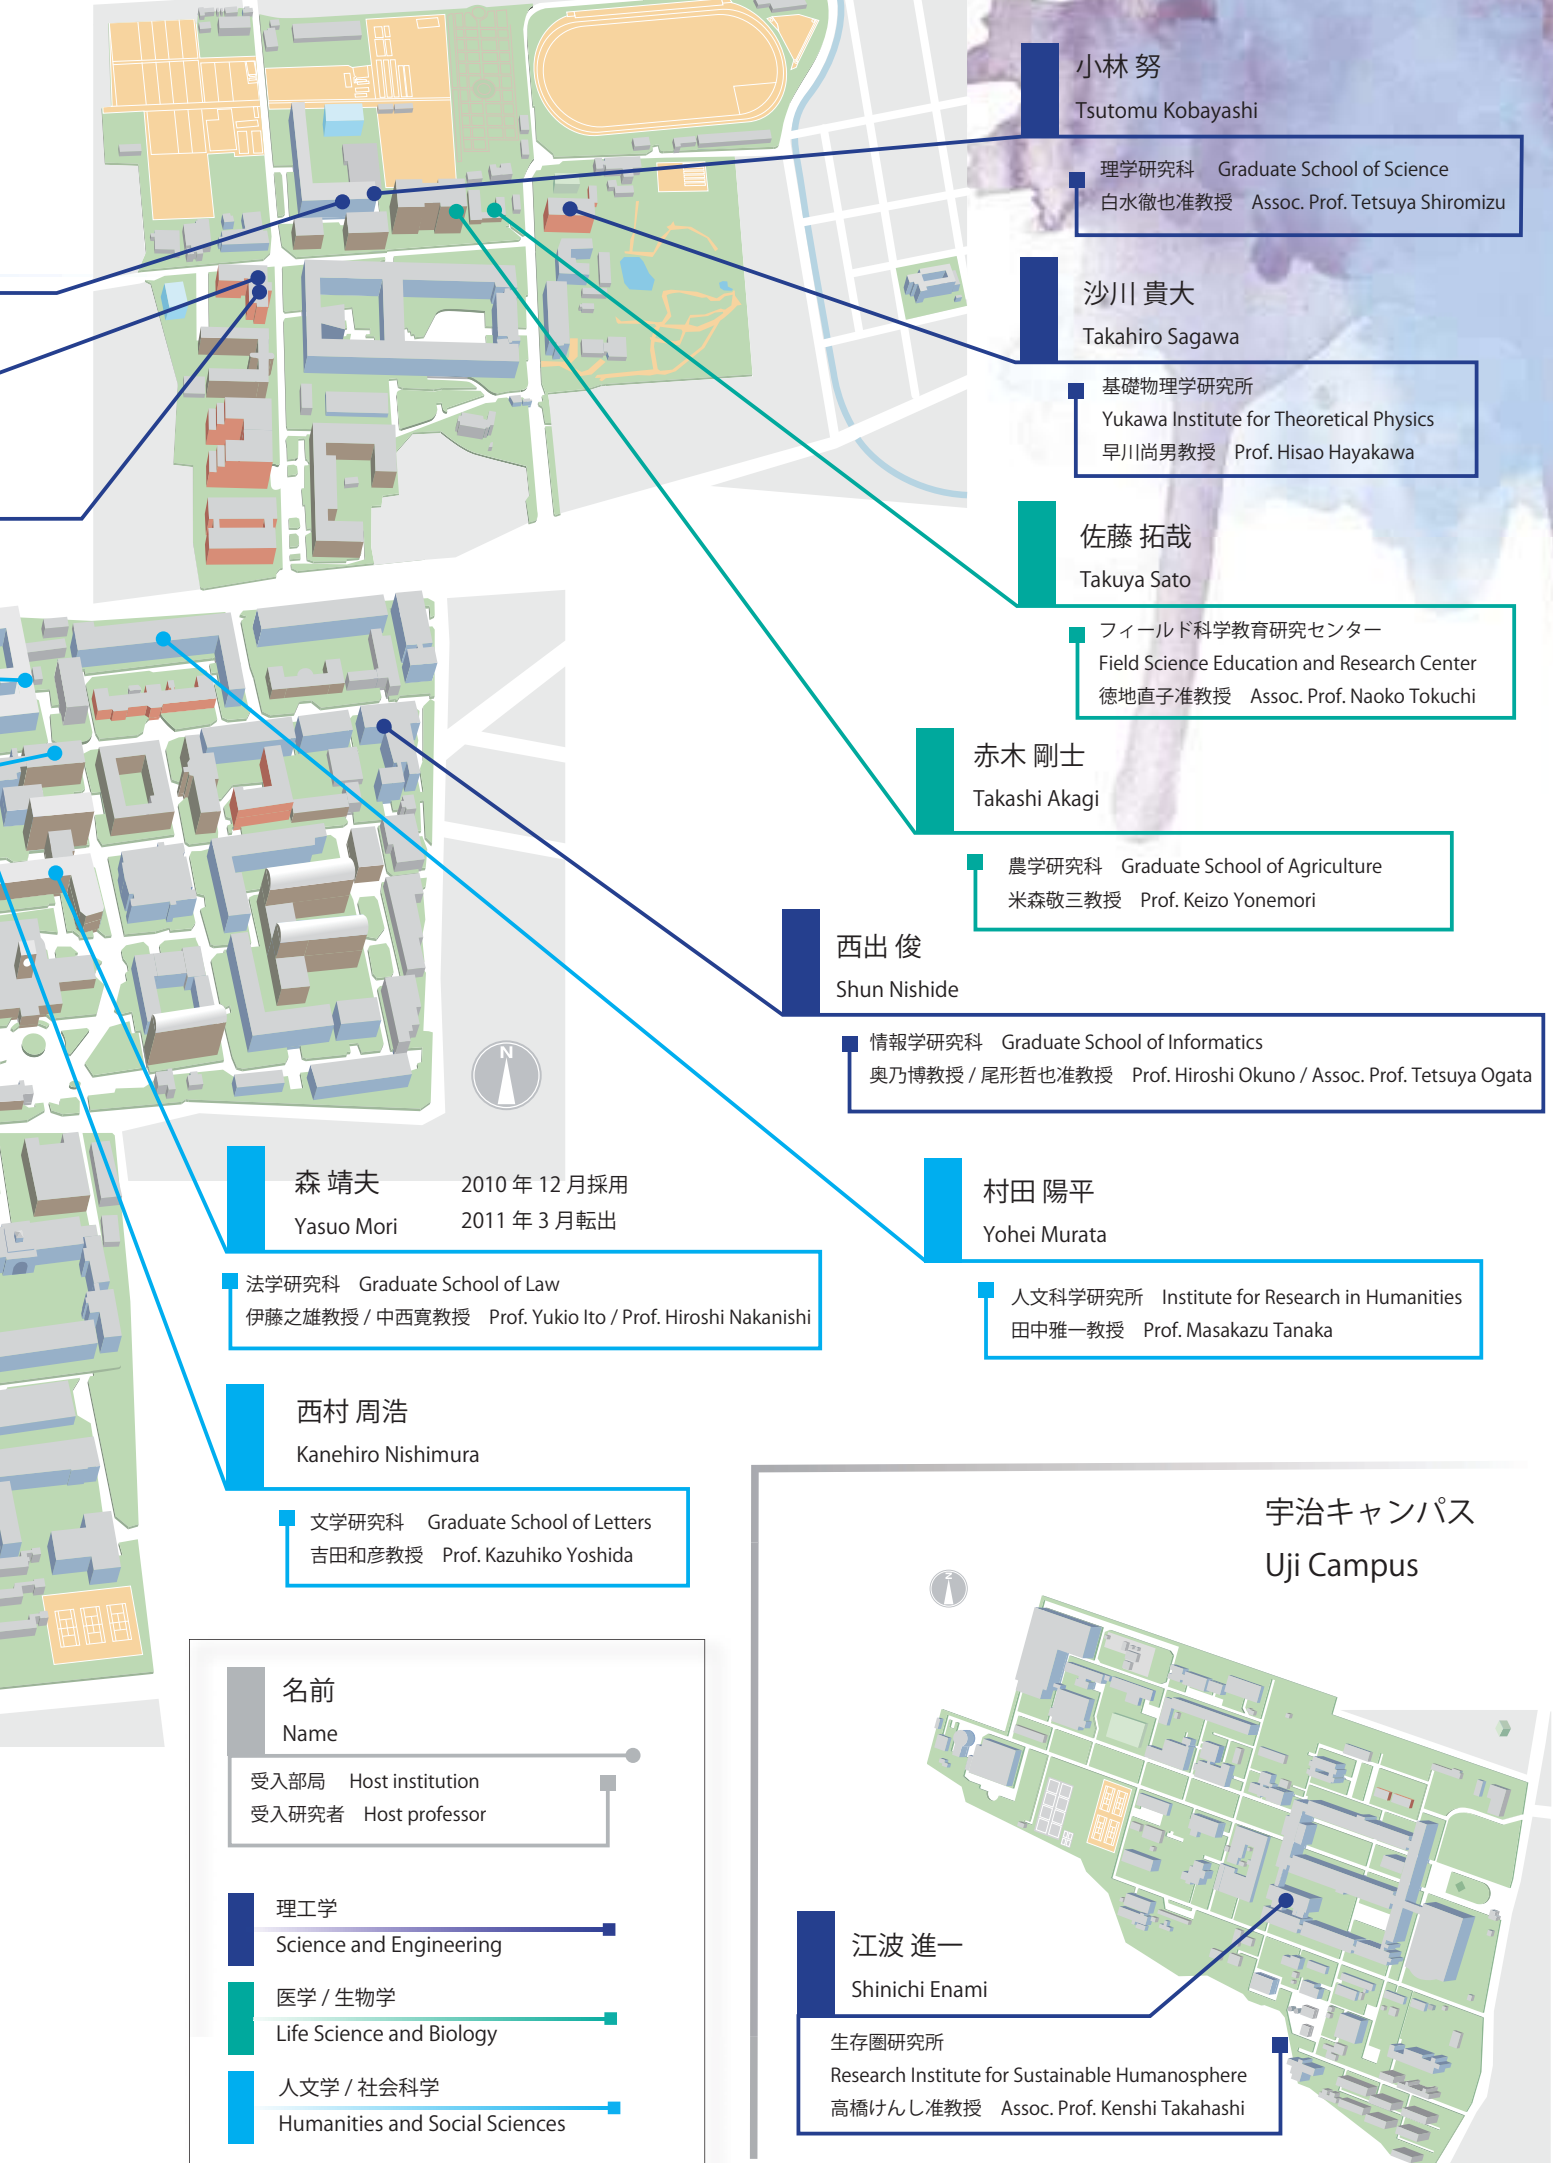 小林 努
Tsutomu Kobayashi
理学研究科 Graduate School of Science
白水徹也准教授 Assoc. Prof. Tetsuya Shiromizu
沙川 貴大
Takahiro Sagawa
基礎物理学研究所
Yukawa Institute for Theoretical Physics
早川尚男教授 Prof. Hisao Hayakawa
佐藤 拓哉
Takuya Sato
フィールド科学教育研究センター
Field Science Education and Research Center
徳地直子准教授 Assoc. Prof. Naoko Tokuchi
赤木 剛士
Takashi Akagi
農学研究科 Graduate School of Agriculture
米森敬三教授 Prof. Keizo Yonemori
西出 俊
Shun Nishide
情報学研究科 Graduate School of Informatics
奥乃博教授 / 尾形哲也准教授 Prof. Hiroshi Okuno / Assoc. Prof. Tetsuya Ogata
N
森 靖夫 2010 年 12 月採用
Yasuo Mori 2011 年 3 月転出
法学研究科 Graduate School of Law
伊藤之雄教授 / 中西寛教授 Prof. Yukio Ito / Prof. Hiroshi Nakanishi
村田 陽平
Yohei Murata
人文科学研究所 Institute for Research in Humanities
田中雅一教授 Prof. Masakazu Tanaka
西村 周浩
Kanehiro Nishimura
文学研究科 Graduate School of Letters
吉田和彦教授 Prof. Kazuhiko Yoshida
宇治キャンパス
Uji Campus
N
名前
Name
受入部局 Host institution
受入研究者 Host professor
理工学
Science and Engineering
医学 / 生物学
Life Science and Biology
人文学 / 社会科学
Humanities and Social Sciences
江波 進一
Shinichi Enami
生存圏研究所
Research Institute for Sustainable Humanosphere
高橋けんし准教授 Assoc. Prof. Kenshi Takahashi